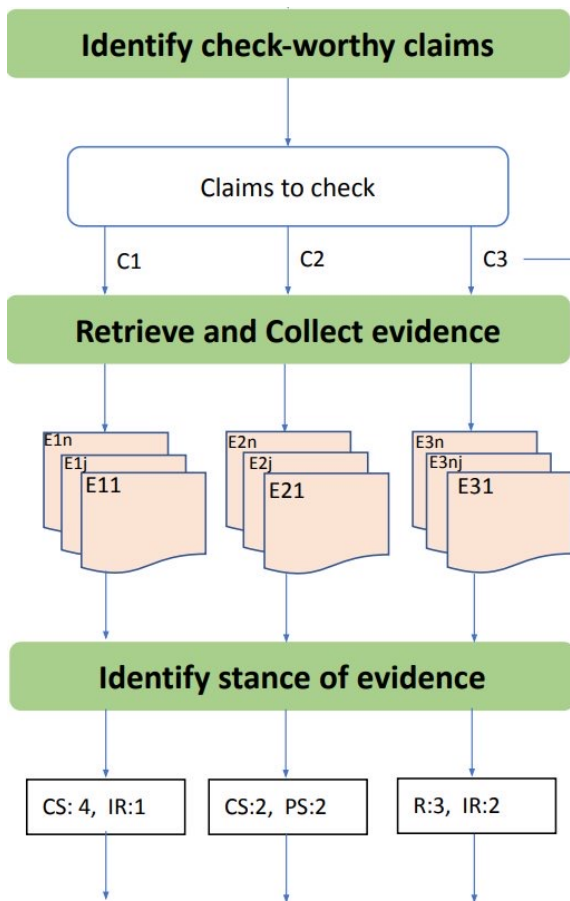 Identify check-worthy claims
Claims to check
C1
C2
C3
Retrieve and Collect evidence
E1n
E1j
E11
E2n
E2j
E21
E3n
E3nj
E31
Identify stance of evidence
CS: 4, IR:1
CS:2, PS:2
R:3, IR:2